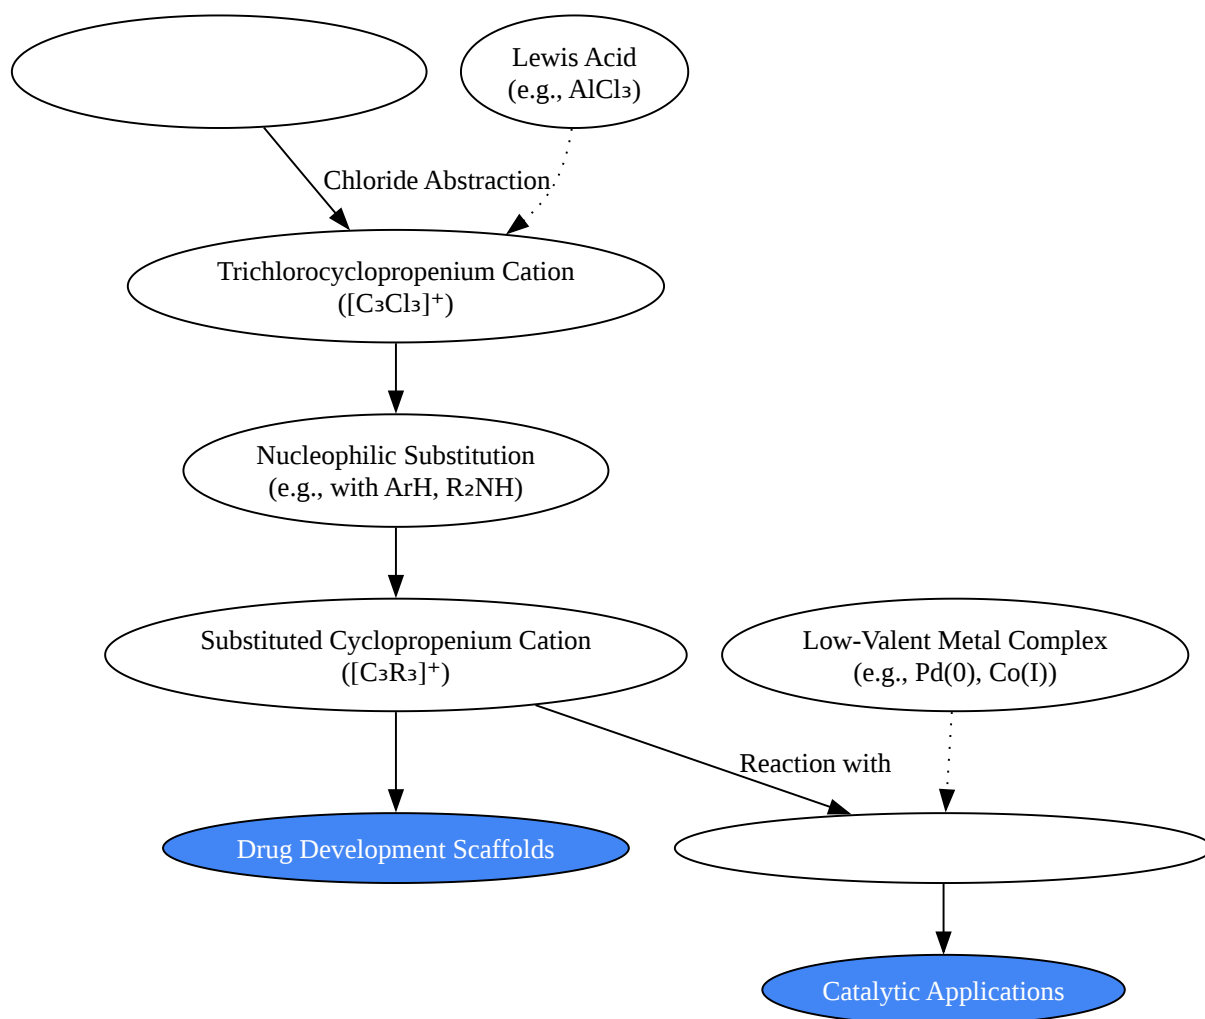 Lewis Acid
(e.g., AlCl₃)
Chloride Abstraction
Trichlorocyclopropenium Cation
([C₃Cl₃]⁺)
Nucleophilic Substitution
(e.g., with ArH, R₂NH)
Substituted Cyclopropenium Cation
([C₃R₃]⁺)
Low-Valent Metal Complex
(e.g., Pd(0), Co(I))
Reaction with
Drug Development Scaffolds
Catalytic Applications